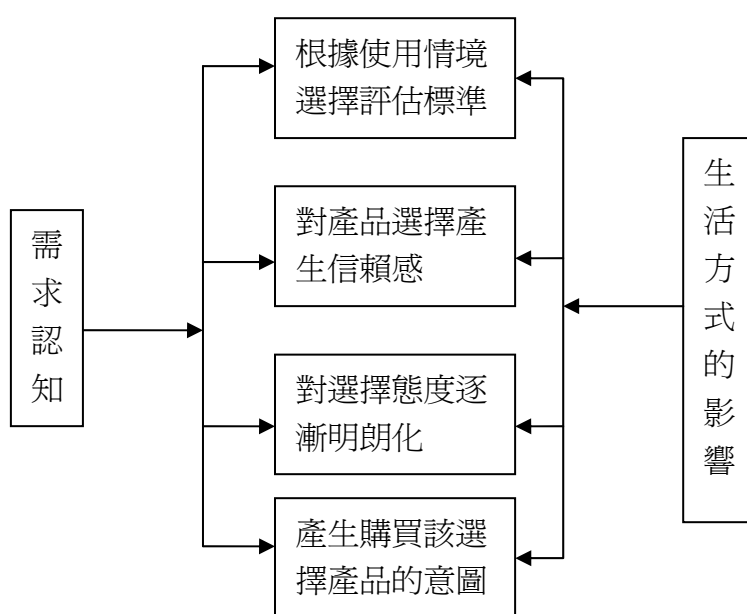 需求認知
根據使用情境
選擇評估標準
對產品選擇產
生信賴感
對選擇態度逐
漸明朗化
產生購買該選
擇產品的意圖
生活方式的影響